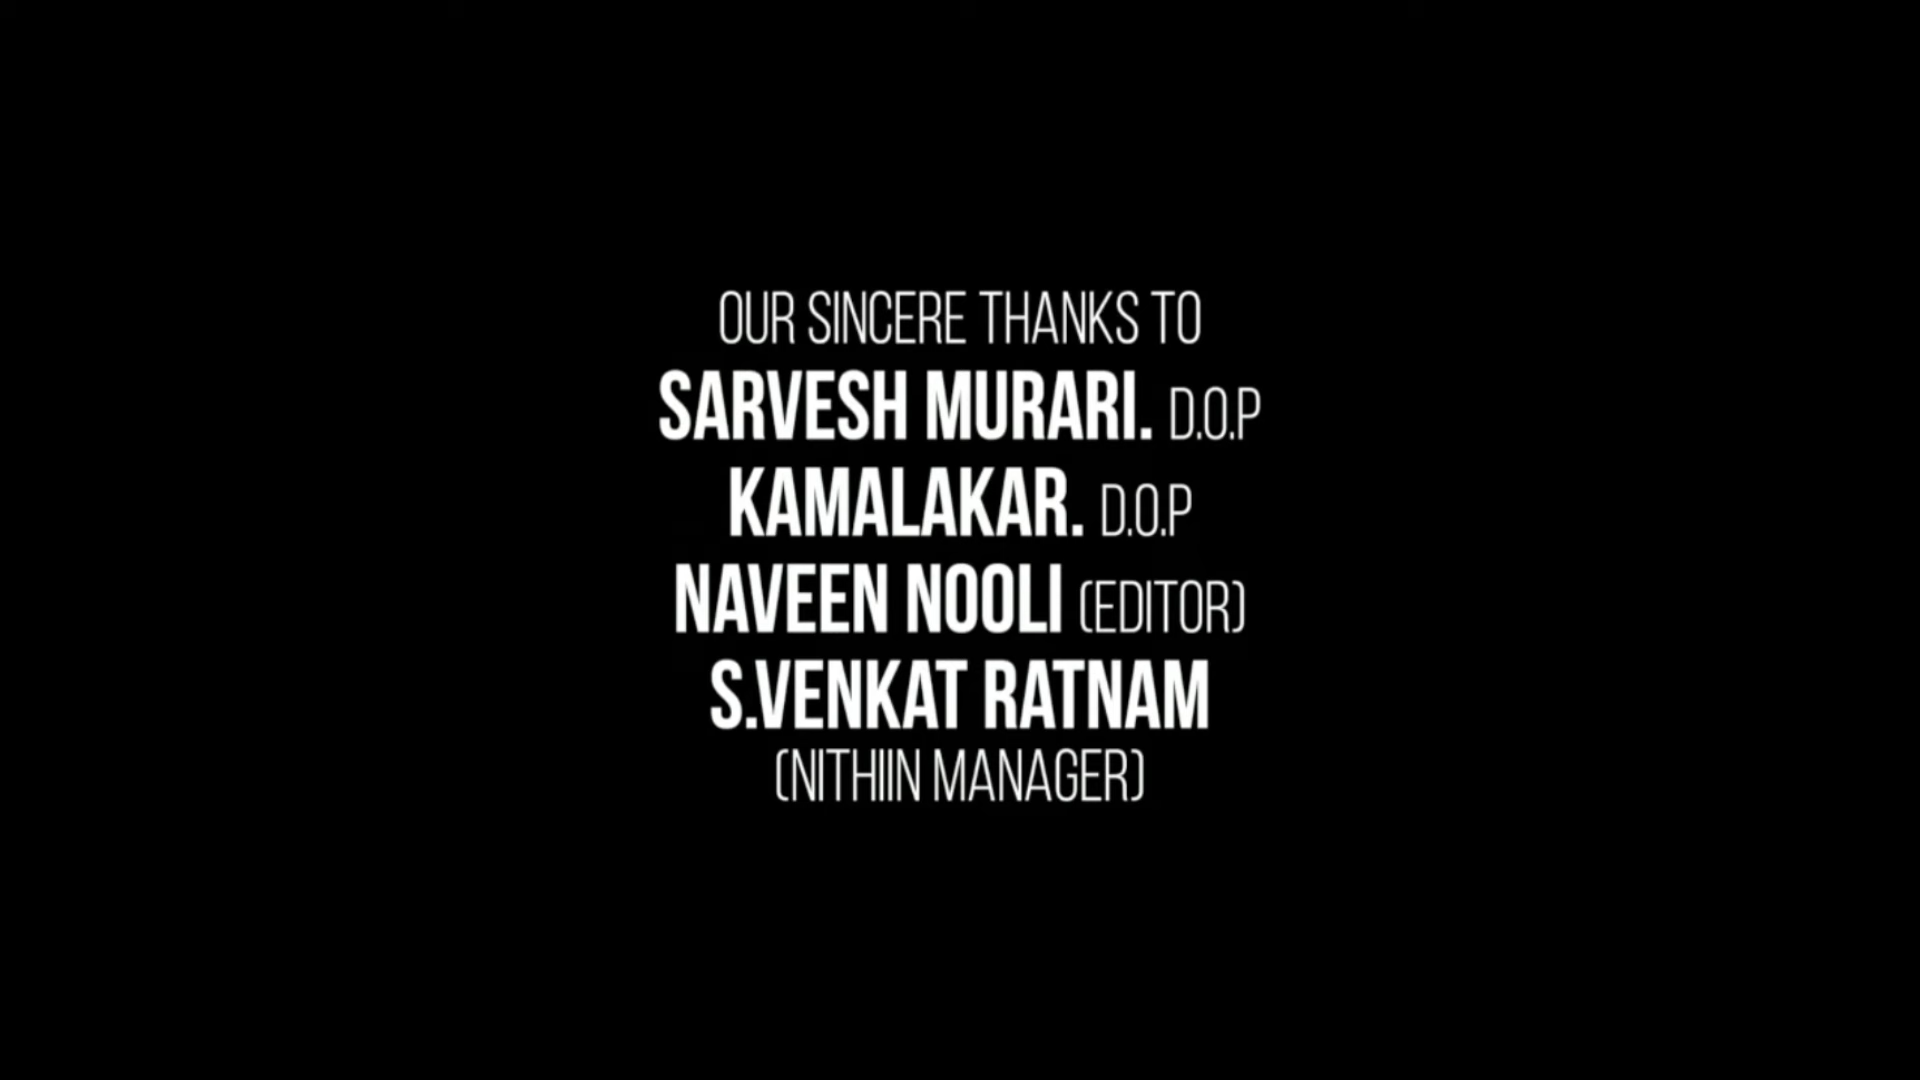 OUR SINCERE THANKS TO
SARVESH MURARI. D.O.P
KAMALAKAR. D.O.P
NAVEEN NOOLI (EDITOR)
S.VENKAT RATNAM
(NITHIIN MANAGER)